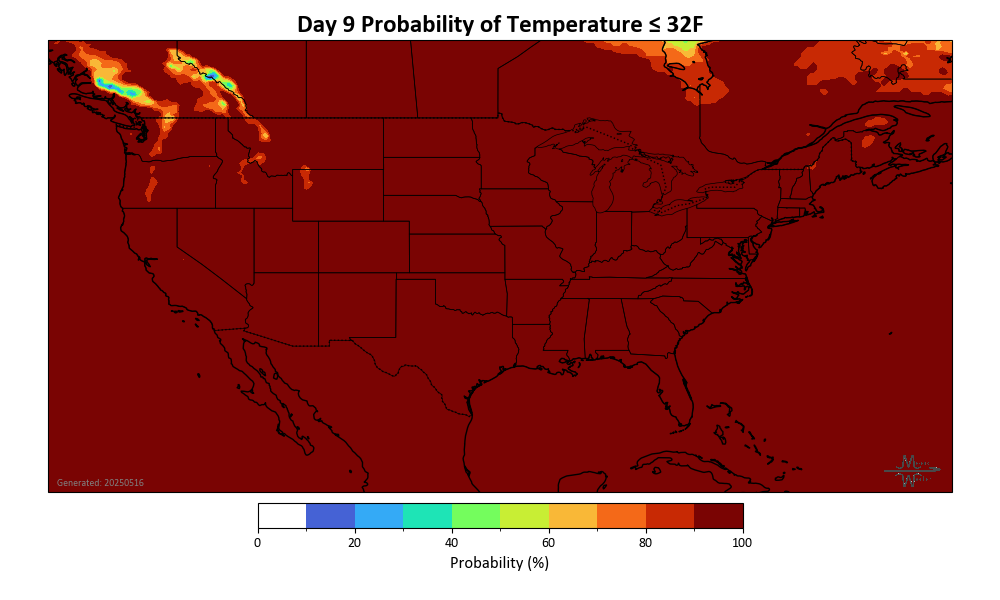 Day 9 Probability of Temperature ≤ 32F
Generated: 20250516
0 20 40 60 80 100
Probability (%)